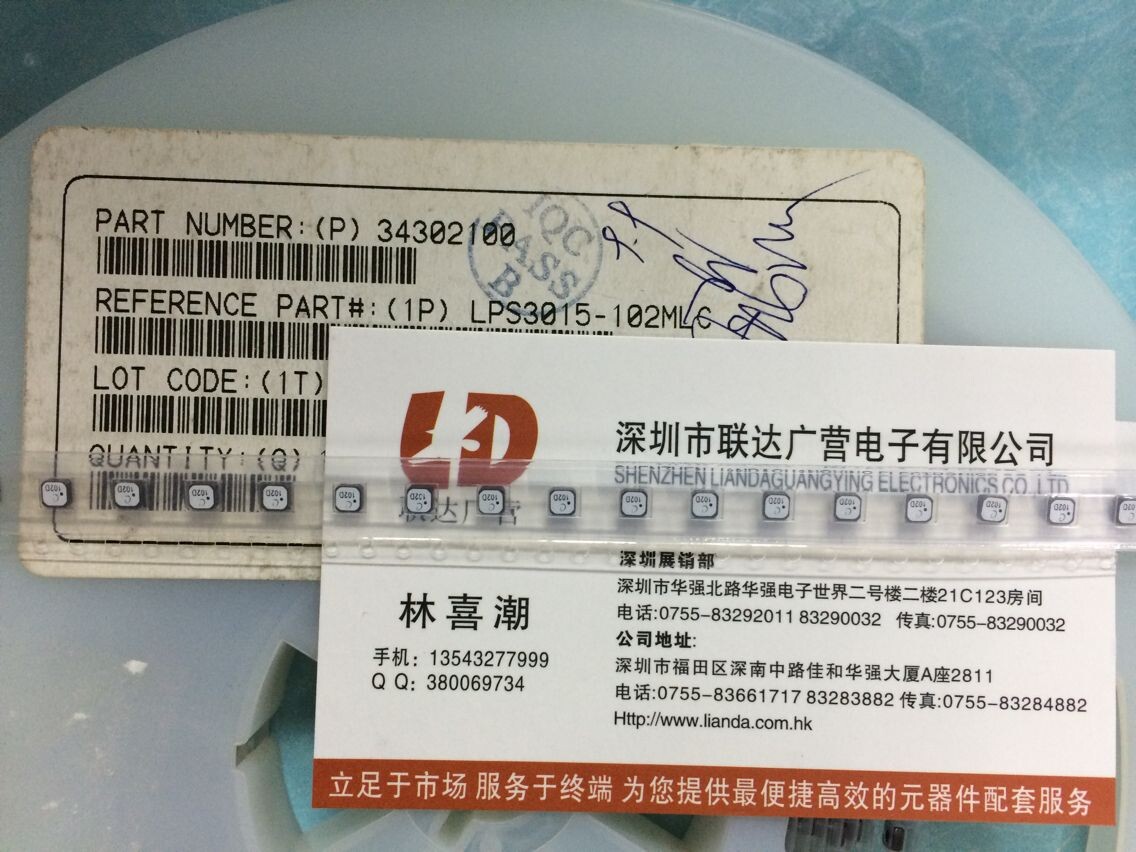 PART NUMBER:(P) 34302100
IQC
PASS
B
REFERENCE PART#:(1P) LPS3015-102MLC
LOT CODE:(1T)
QUANTITY:(Q)
LD
联达广营
深圳市联达广营电子有限公司
SHENZHEN LIANDAGUANGYING ELECTRONICS CO.,LTD
102D
C
林喜潮
手机：13543277999
Q Q：380069734
深圳展销部
深圳市华强北路华强电子世界二号楼二楼21C123房间
电话:0755-83292011 83290032 传真:0755-83290032
公司地址:
深圳市福田区深南中路佳和华强大厦A座2811
电话:0755-83661717 83283882 传真:0755-83284882
Http://www.lianda.com.hk
立足于市场 服务于终端 为您提供最便捷高效的元器件配套服务